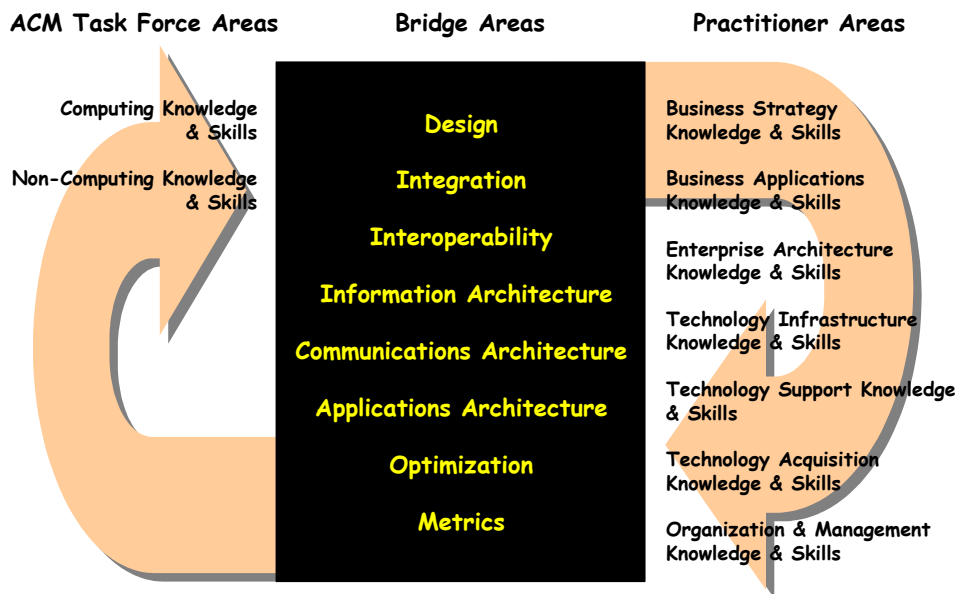 ACM Task Force Areas
Bridge Areas
Practitioner Areas
Computing Knowledge
& Skills
Non-Computing Knowledge
& Skills
Design
Integration
Interoperability
Information Architecture
Communications Architecture
Applications Architecture
Optimization
Metrics
Business Strategy
Knowledge & Skills
Business Applications
Knowledge & Skills
Enterprise Architecture
Knowledge & Skills
Technology Infrastructure
Knowledge & Skills
Technology Support Knowledge
& Skills
Technology Acquisition
Knowledge & Skills
Organization & Management
Knowledge & Skills